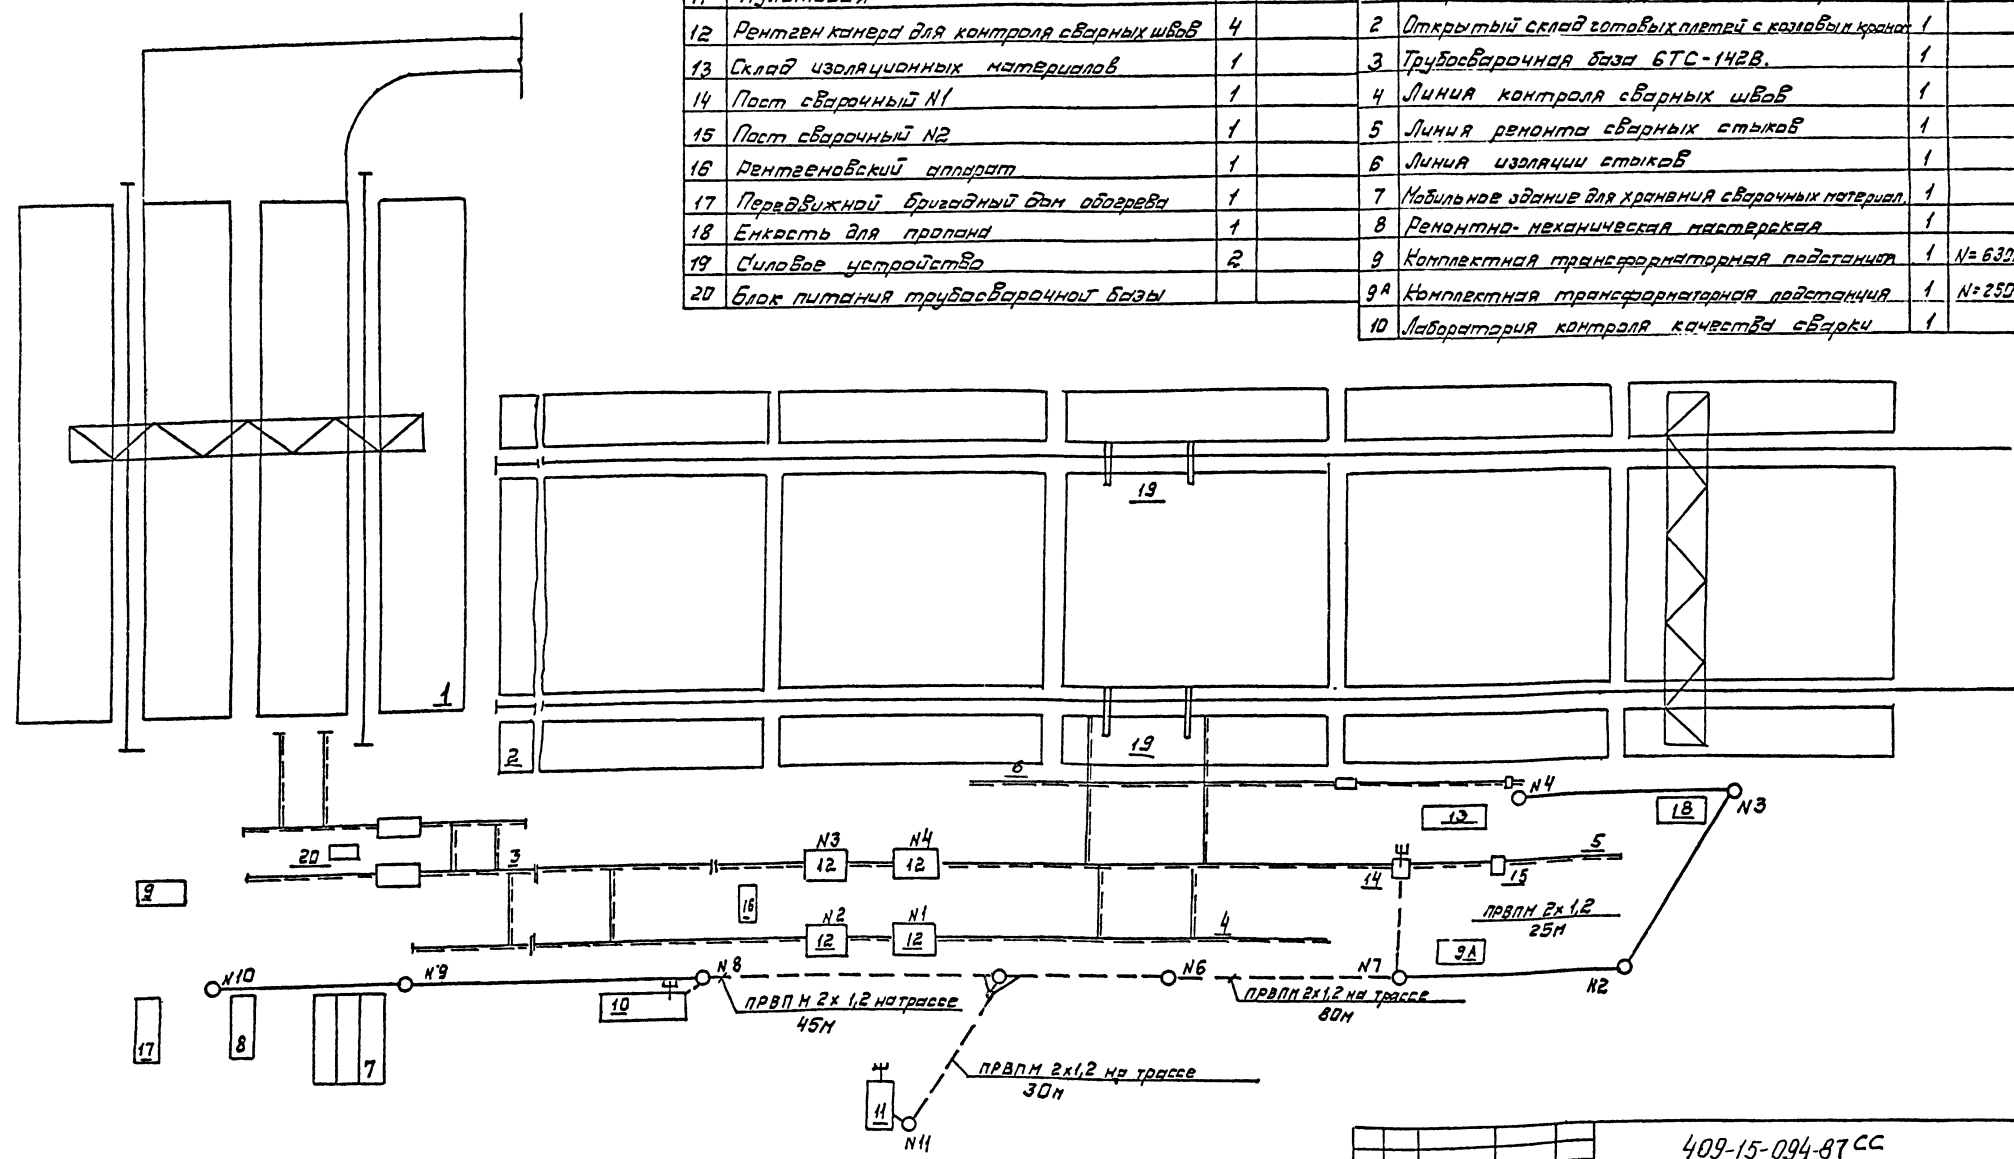 12 Рентген камера для контроля сварных швов 4
13 Склад изоляционных материалов 1
14 Пост сварочный N1 1
15 Пост сварочный N2 1
16 Рентгеновский аппарат 1
17 Передвижной бригадный дом обогрева 1
18 Емкость для пропана 1
19 Силовое устройство 2
20 Блок питания трубосварочной базы
2 Открытый склад готовых плетей с козловым краном 1
3 Трубосварочная база БТС-142В. 1
4 Линия контроля сварных швов 1
5 Линия ремонта сварных стыков 1
6 Линия изоляции стыков 1
7 Мобильное здание для хранения сварочных материал. 1
8 Ремонтно-механическая мастерская 1
9 Комплектная трансформаторная подстанция 1 N=630
9А Комплектная трансформаторная подстанция 1 N=250
10 Лаборатория контроля качества сварки 1
19
1
2
19
6
N4
13
18
N3
20
3
N3
12
N4
12
14
15
5
9
16
ПРВПМ 2х1,2
25м
N2
12
N1
12
4
9А
N10
N9
N8
N6
N7
N2
10
ПРВПМ 2х1,2 на трассе
45м
ПРВПМ 2х1,2 на трассе
80м
17
8
7
ПРВПМ 2х1,2 на трассе
30м
11
N11
409-15-094-87 СС